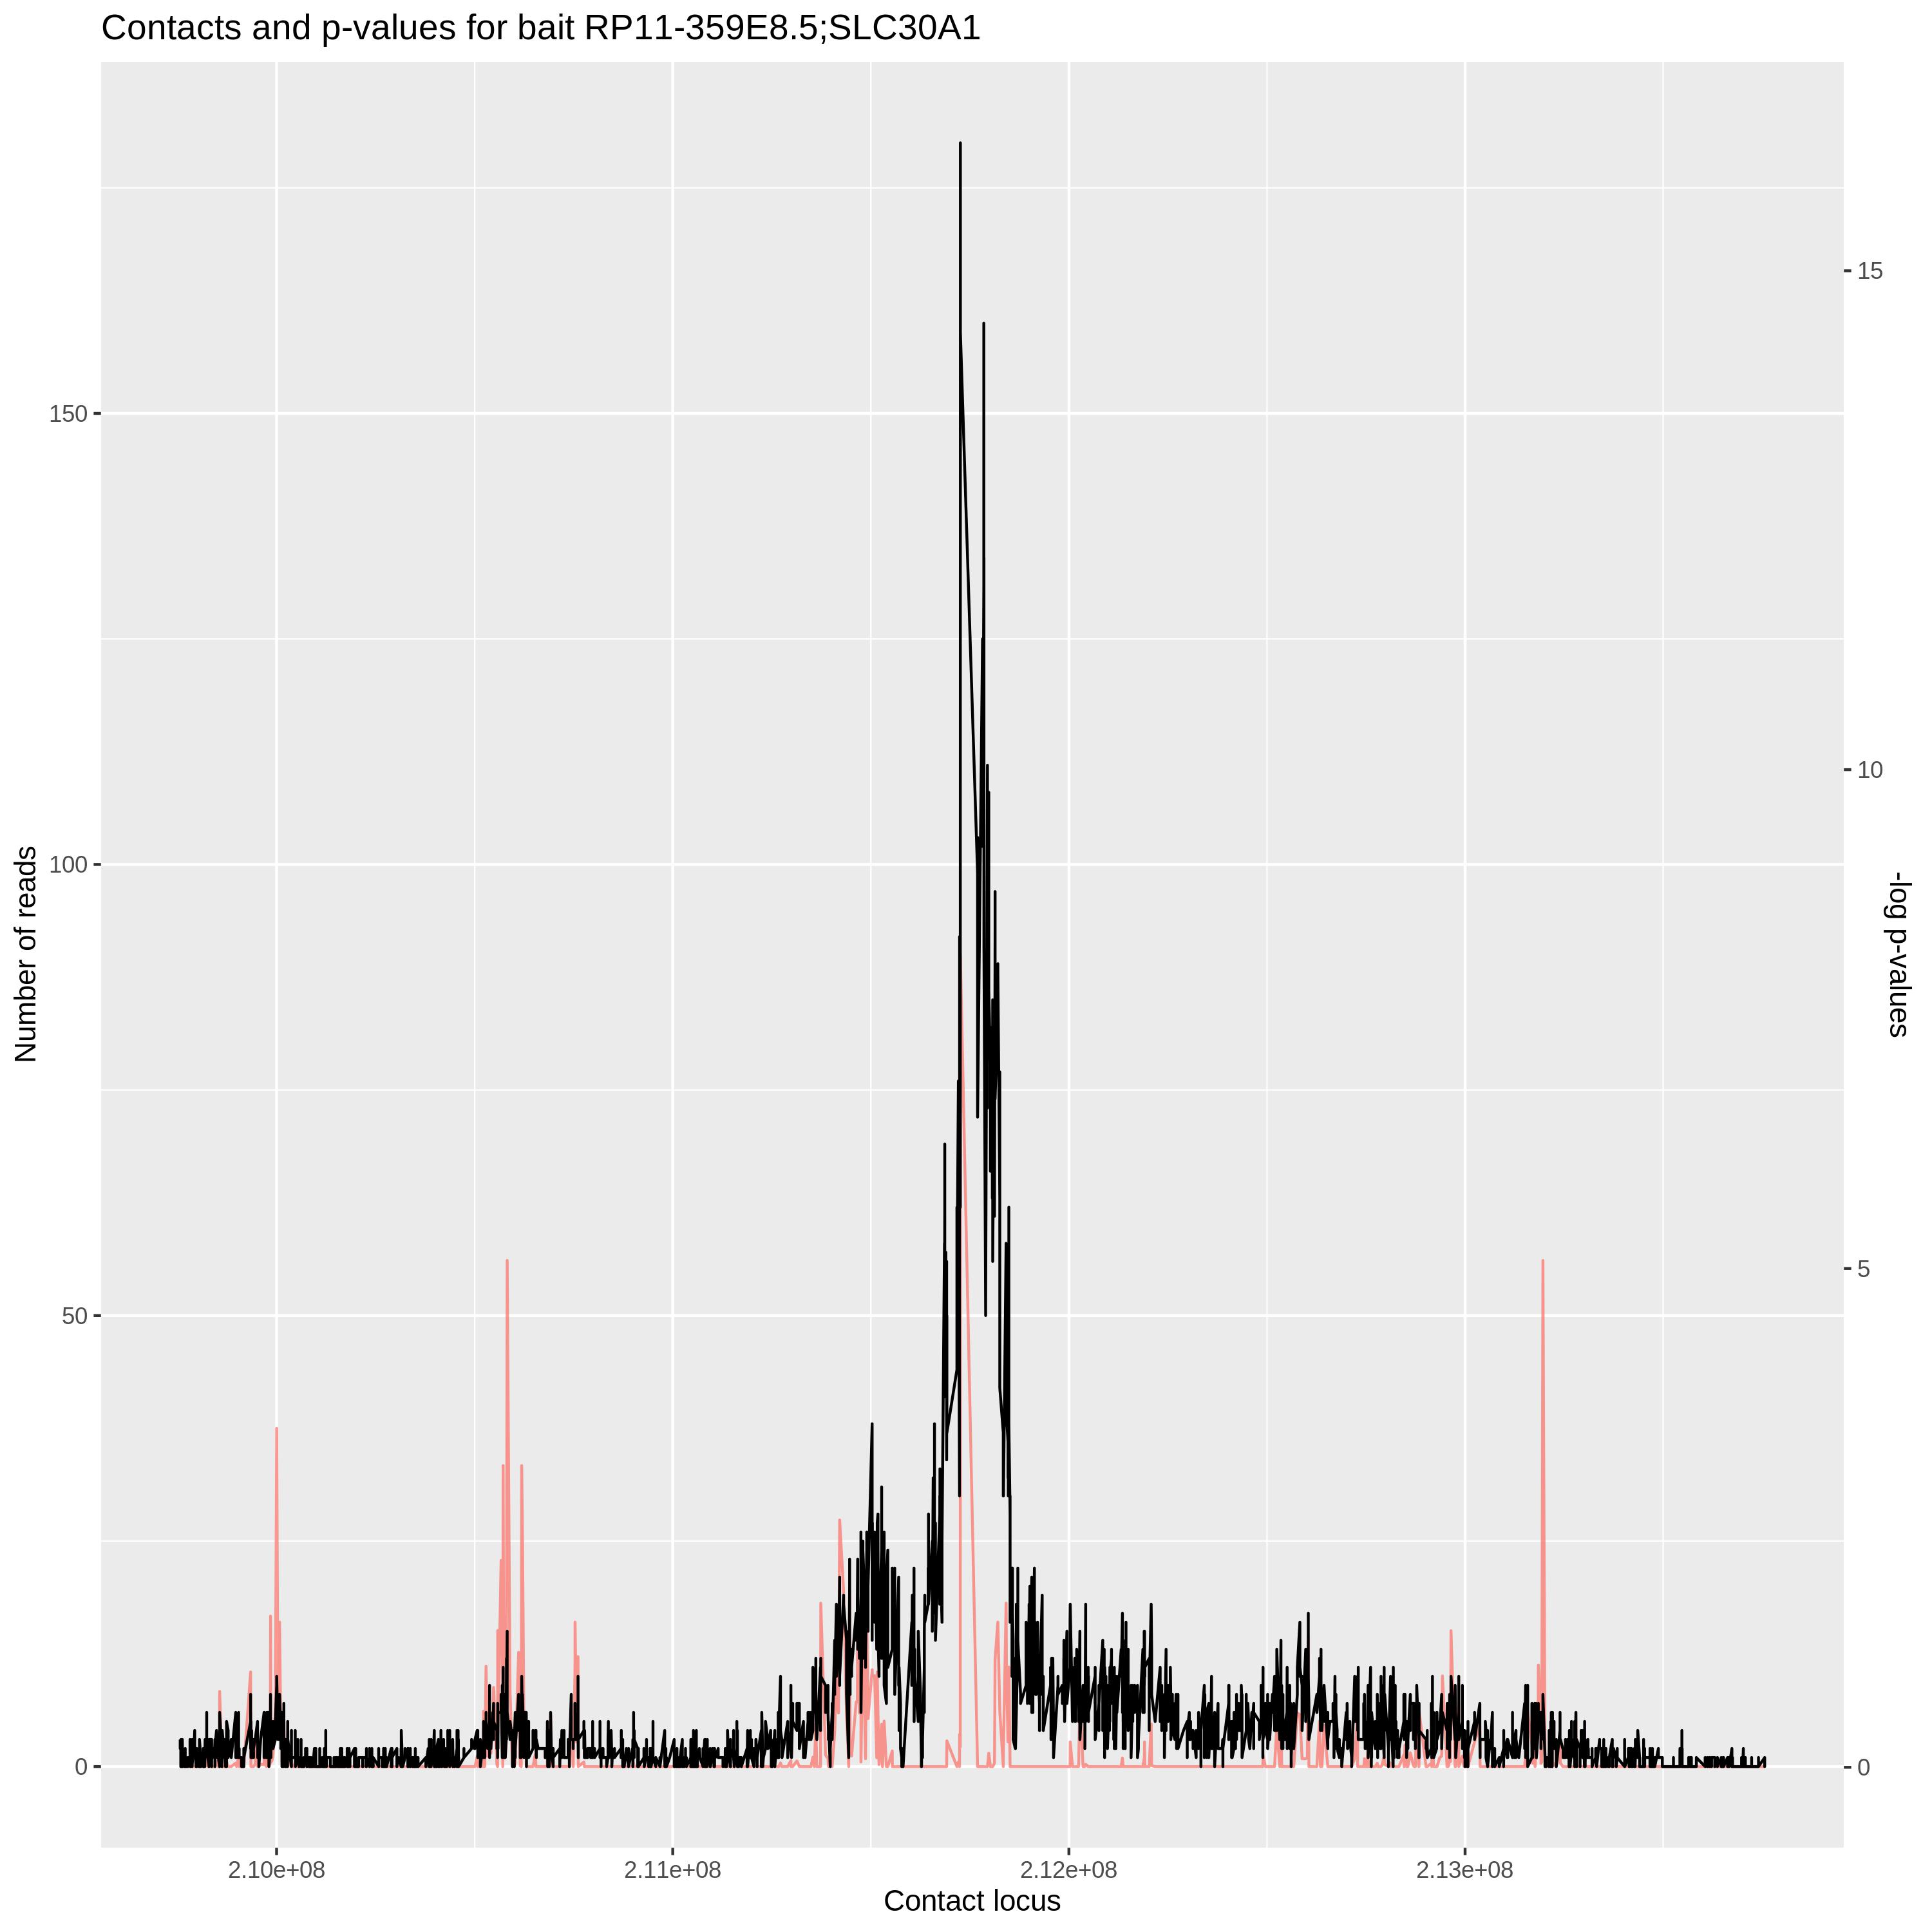 Contacts and p-values for bait RP11-359E8.5;SLC30A1
Number of reads
150
100
50
0
15
10
5
0
-log p-values
2.10e+08
2.11e+08
2.12e+08
2.13e+08
Contact locus